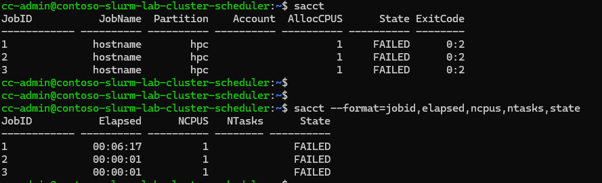 cc-admin@contoso-slurm-lab-cluster-scheduler:~$ sacct
JobID           JobName  Partition    Account  AllocCPUS      State ExitCode
------------ ---------- ---------- ---------- ---------- ---------- --------
1              hostname        hpc                     1     FAILED      0:2
2              hostname        hpc                     1     FAILED      0:2
3              hostname        hpc                     1     FAILED      0:2
cc-admin@contoso-slurm-lab-cluster-scheduler:~$
cc-admin@contoso-slurm-lab-cluster-scheduler:~$
cc-admin@contoso-slurm-lab-cluster-scheduler:~$ sacct --format=jobid,elapsed,ncpus,ntasks,state
JobID           Elapsed      NCPUS   NTasks      State
------------ ---------- ---------- -------- ----------
1              00:06:17          1              FAILED
2              00:00:01          1              FAILED
3              00:00:01          1              FAILED